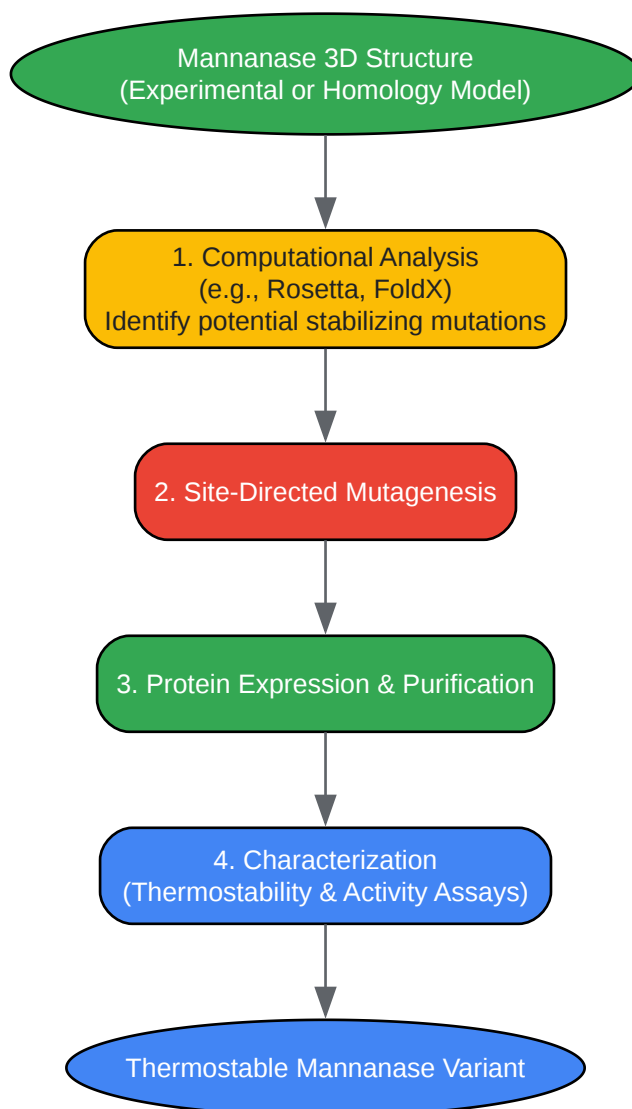 Mannanase 3D Structure
(Experimental or Homology Model)
1. Computational Analysis
(e.g., Rosetta, FoldX)
Identify potential stabilizing mutations
2. Site-Directed Mutagenesis
3. Protein Expression & Purification
4. Characterization
(Thermostability & Activity Assays)
Thermostable Mannanase Variant